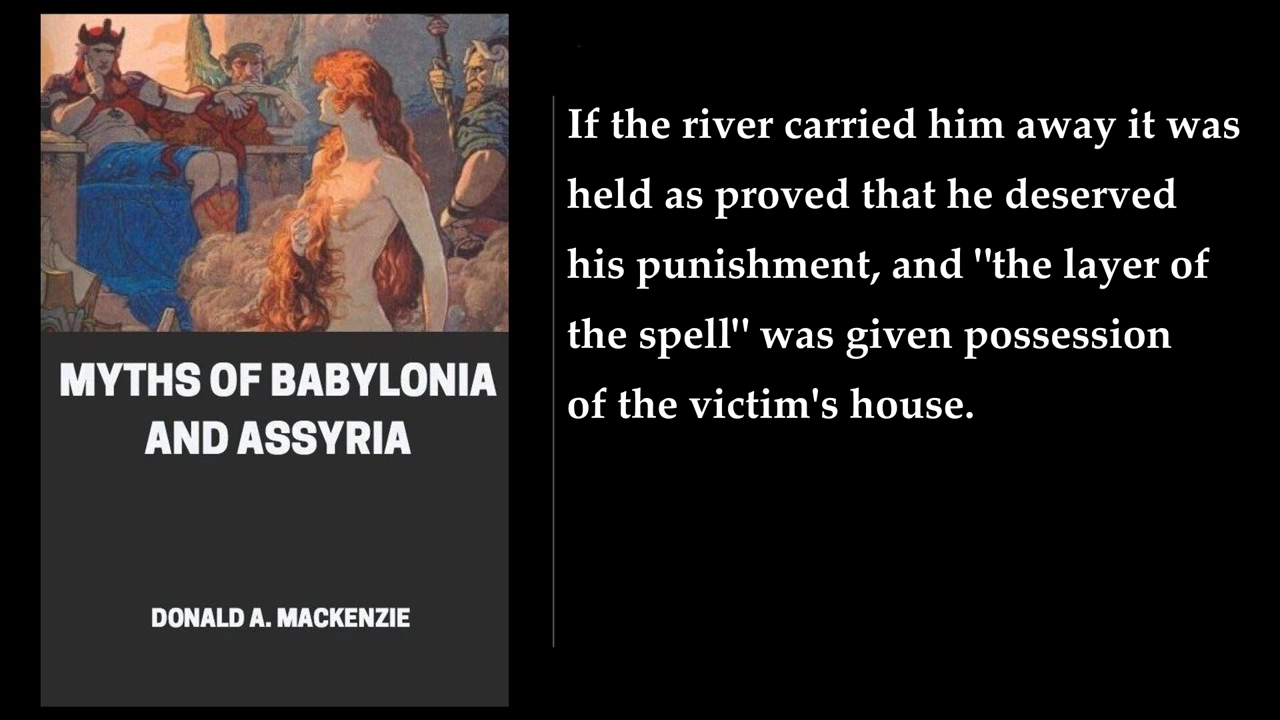 MYTHS OF BABYLONIA
AND ASSYRIA
DONALD A. MACKENZIE
If the river carried him away it was
held as proved that he deserved
his punishment, and "the layer of
the spell" was given possession
of the victim's house.